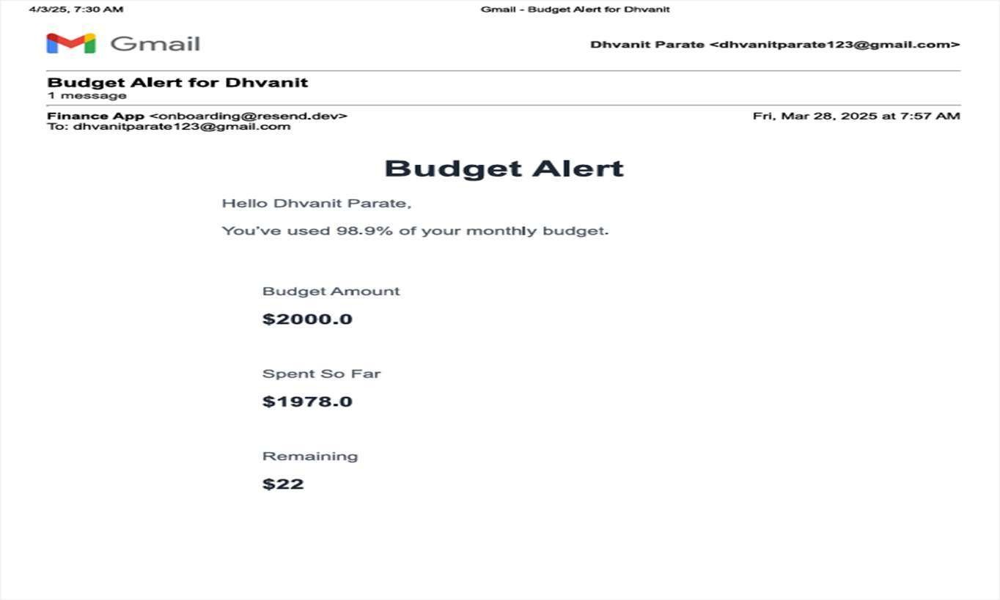 4/3/25, 7:30 AM Gmail - Budget Alert for Dhvanit
Gmail Dhvanit Parate <dhvanitparate123@gmail.com>
Budget Alert for Dhvanit
1 message
Finance App <onboarding@resend.dev> Fri, Mar 28, 2025 at 7:57 AM
To: dhvanitparate123@gmail.com
Budget Alert
Hello Dhvanit Parate,
You’ve used 98.9% of your monthly budget.
Budget Amount
$2000.0
Spent So Far
$1978.0
Remaining
$22